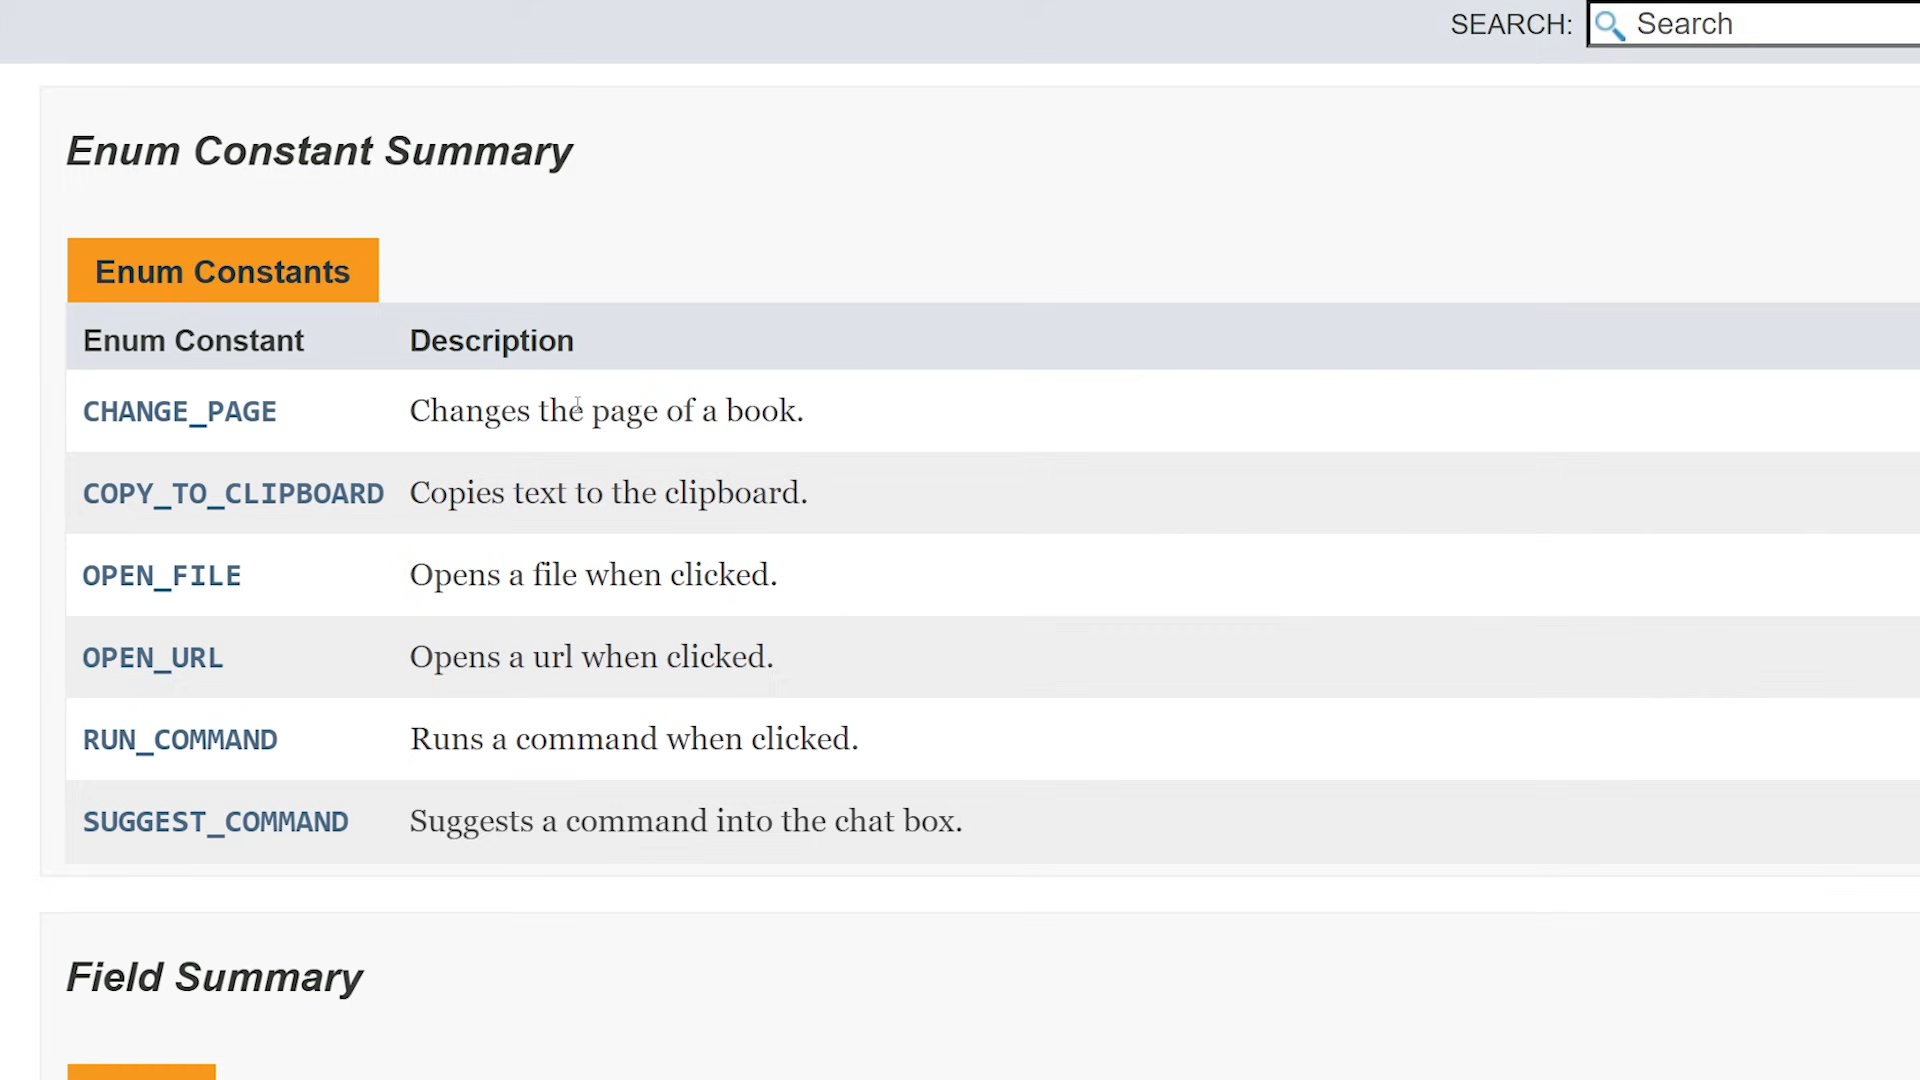 SEARCH: Search
Enum Constant Summary
Enum Constants
Enum Constant Description
CHANGE_PAGE Changes the page of a book.
COPY_TO_CLIPBOARD Copies text to the clipboard.
OPEN_FILE Opens a file when clicked.
OPEN_URL Opens a url when clicked.
RUN_COMMAND Runs a command when clicked.
SUGGEST_COMMAND Suggests a command into the chat box.
Field Summary